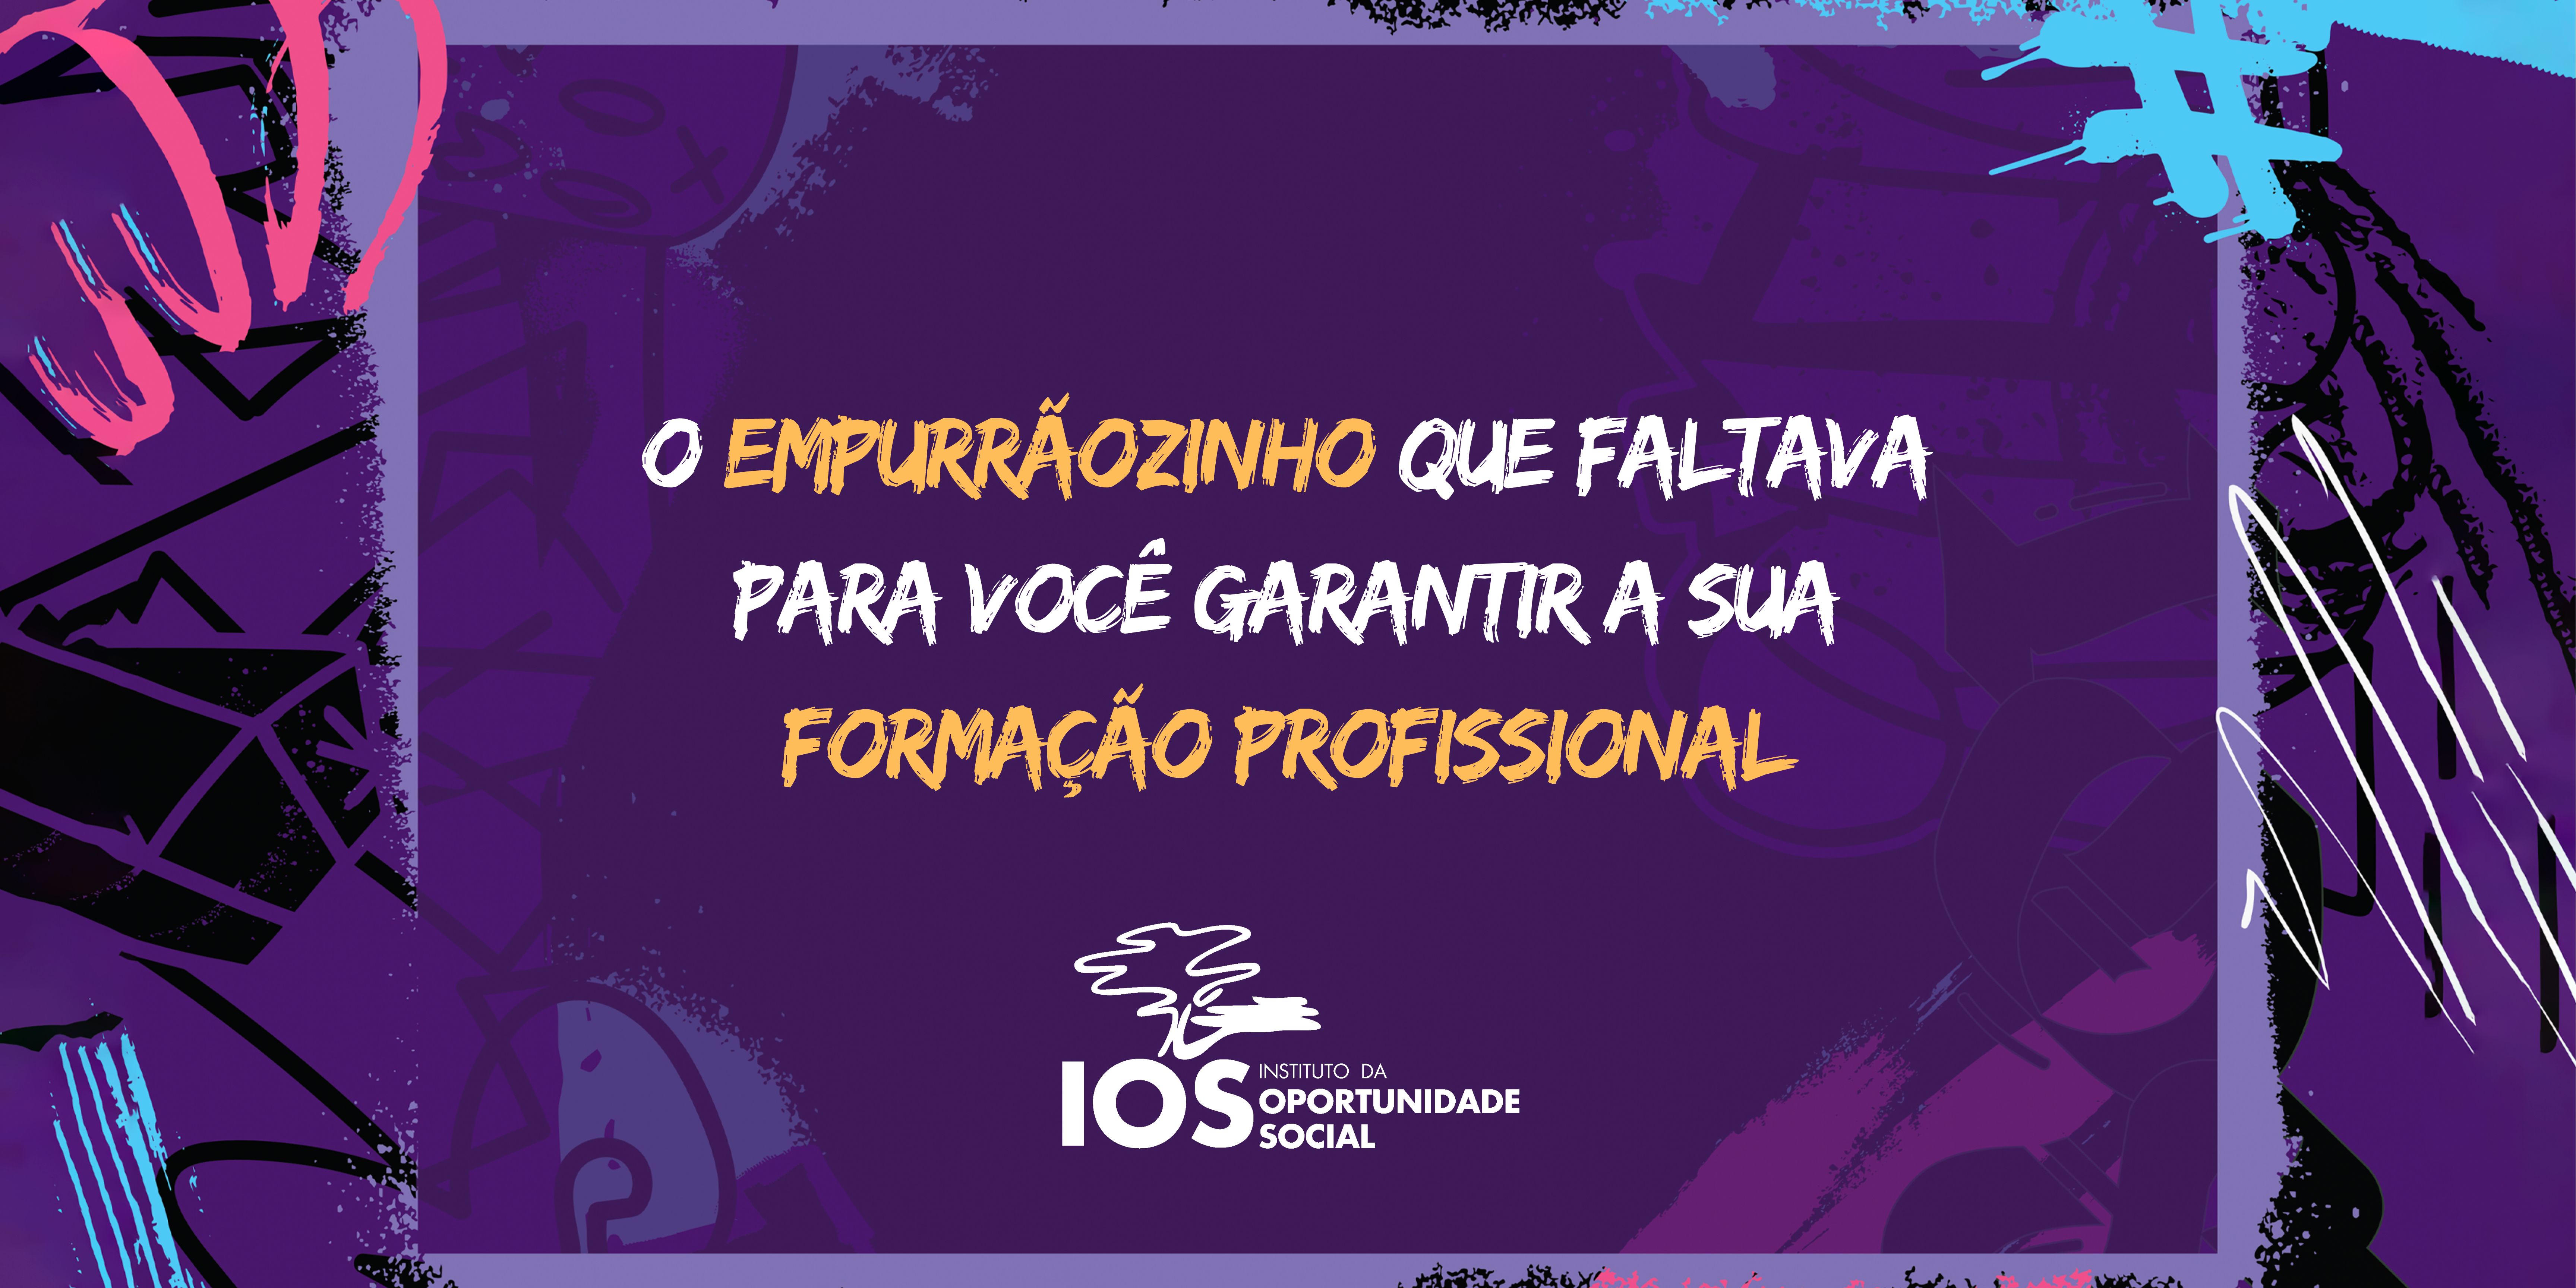 O EMPURRÃOZINHO QUE FALTAVA
PARA VOCÊ GARANTIR A SUA
FORMAÇÃO PROFISSIONAL
IOS INSTITUTO DA
OPORTUNIDADE
SOCIAL